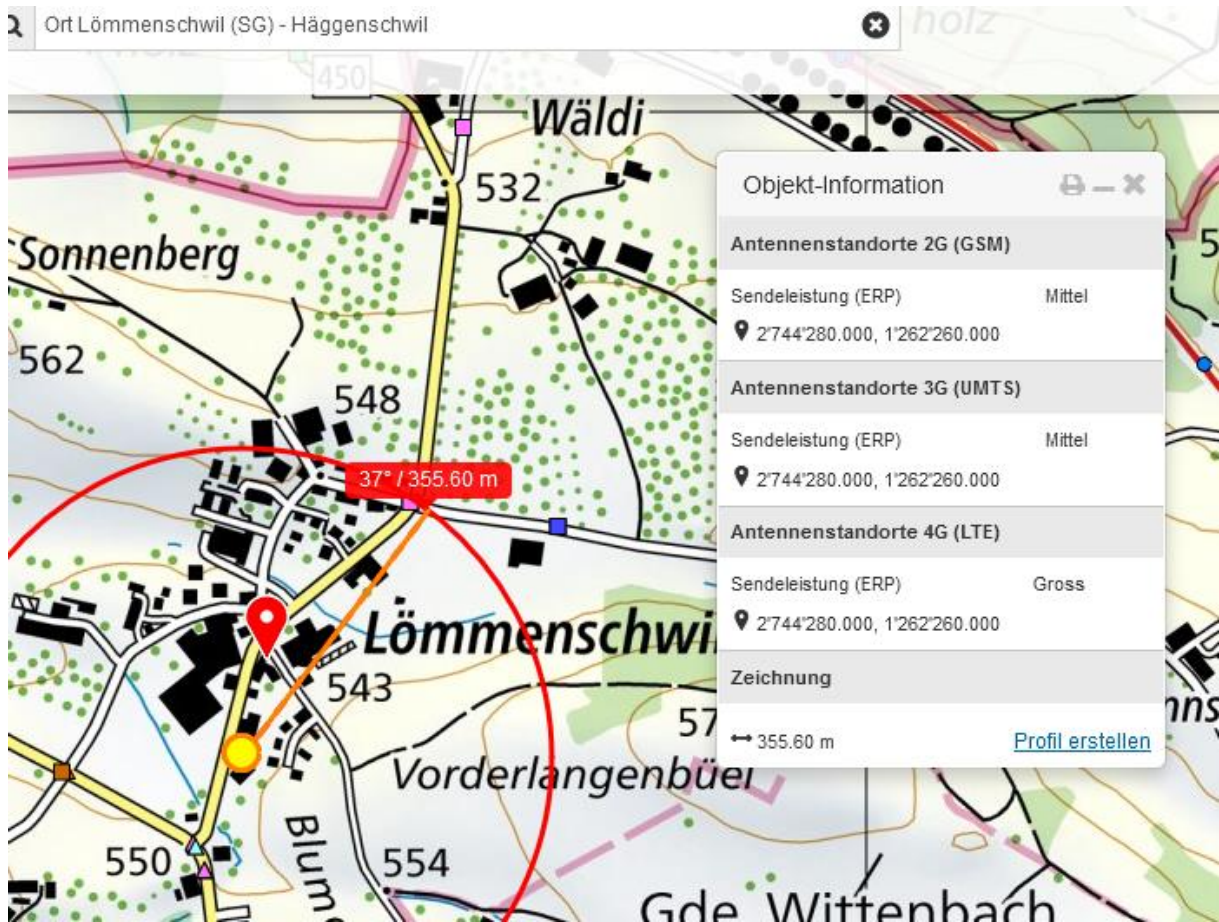 Ort Lömmenschwil (SG) - Häggenschwil
holz
holz
450
Wäldi
532
Objekt-Information
Antennenstandorte 2G (GSM)
Sendeleistung (ERP) Mittel
2'744'280.000, 1'262'260.000
Antennenstandorte 3G (UMTS)
Sendeleistung (ERP) Mittel
2'744'280.000, 1'262'260.000
Antennenstandorte 4G (LTE)
Sendeleistung (ERP) Gross
2'744'280.000, 1'262'260.000
Zeichnung
355.60 m Profil erstellen
Sonnenberg
562
548
37° / 355.60 m
Lömmenschwi
543
57
Vorderlangenbüel
550
Blume
554
Gde Wittenbach